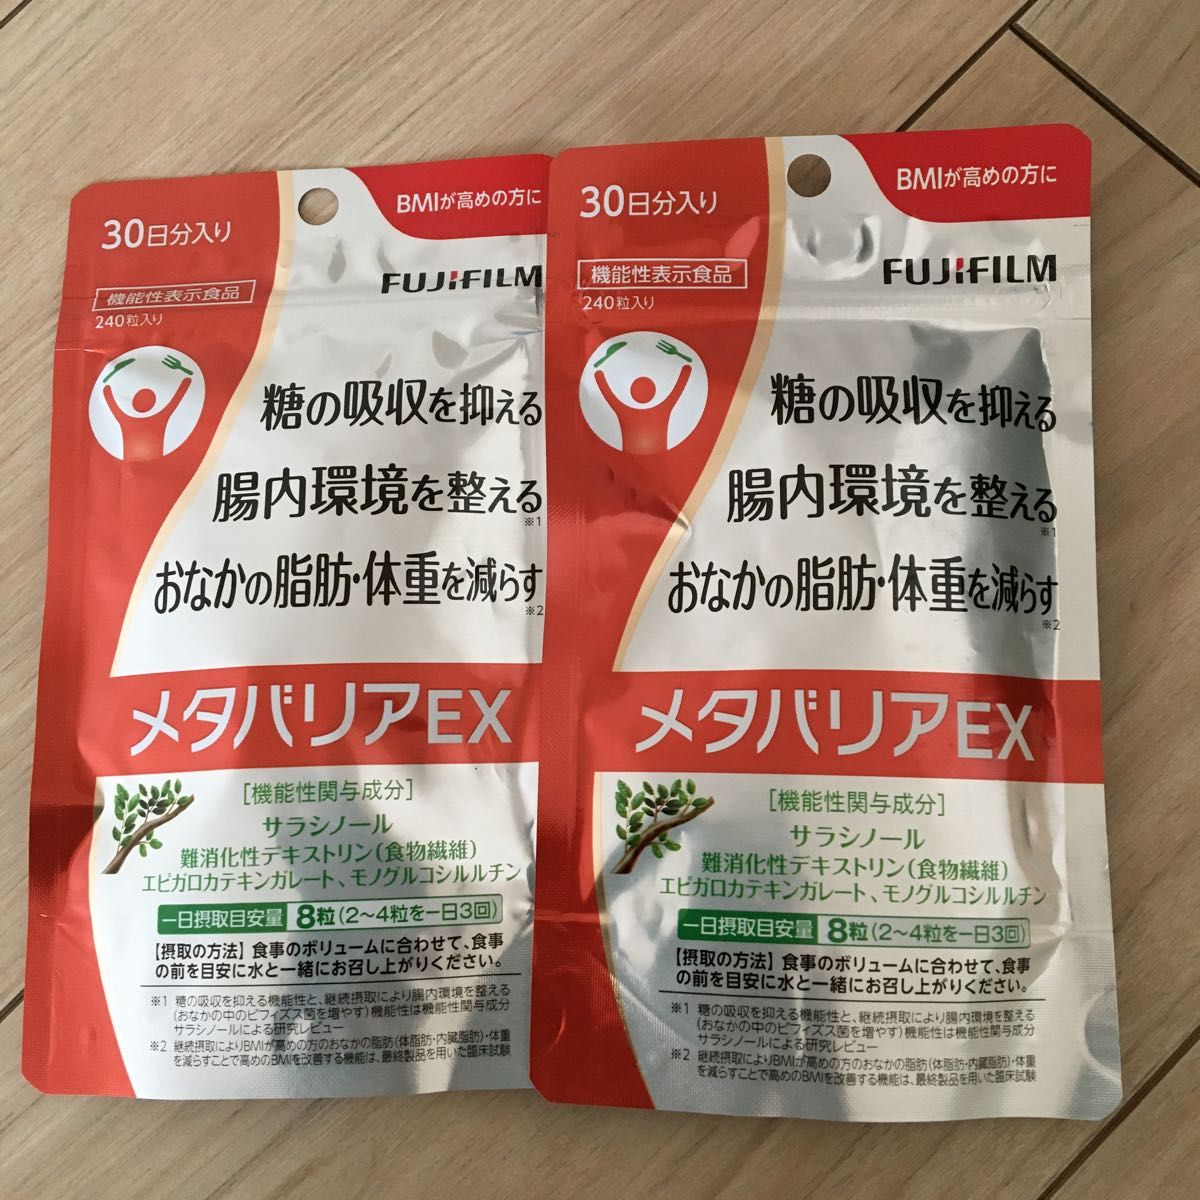 30日分入り
BMIが高めの方に
FUJIFILM
機能性表示食品
240粒入り
糖の吸収を抑える
腸内環境を整える
※1
おなかの脂肪・体重を減らす
※2
メタバリアEX
[機能性関与成分]
サラシノール
難消化性デキストリン(食物繊維)
エピガロカテキンガレート、モノグルコシルルチン
一日摂取目安量 8粒(2〜4粒を一日3回)
【摂取の方法】食事のボリュームに合わせて、食事
の前を目安に水と一緒にお召し上がりください。
※1 糖の吸収を抑える機能性と、継続摂取により腸内環境を整える
(おなかの中のビフィズス菌を増やす)機能性は機能性関与成分
サラシノールによる研究レビュー
※2 継続摂取によりBMIが高めの方のおなかの脂肪(体脂肪・内臓脂肪)・体重
を減らすことで高めのBMIを改善する機能は、最終製品を用いた臨床試験
30日分入り
BMIが高めの方に
FUJIFILM
機能性表示食品
240粒入り
糖の吸収を抑える
腸内環境を整える
※1
おなかの脂肪・体重を減らす
※2
メタバリアEX
[機能性関与成分]
サラシノール
難消化性デキストリン(食物繊維)
エピガロカテキンガレート、モノグルコシルルチン
一日摂取目安量 8粒(2〜4粒を一日3回)
【摂取の方法】食事のボリュームに合わせて、食事
の前を目安に水と一緒にお召し上がりください。
※1 糖の吸収を抑える機能性と、継続摂取により腸内環境を整える
(おなかの中のビフィズス菌を増やす)機能性は機能性関与成分
サラシノールによる研究レビュー
※2 継続摂取によりBMIが高めの方のおなかの脂肪(体脂肪・内臓脂肪)・体重
を減らすことで高めのBMIを改善する機能は、最終製品を用いた臨床試験